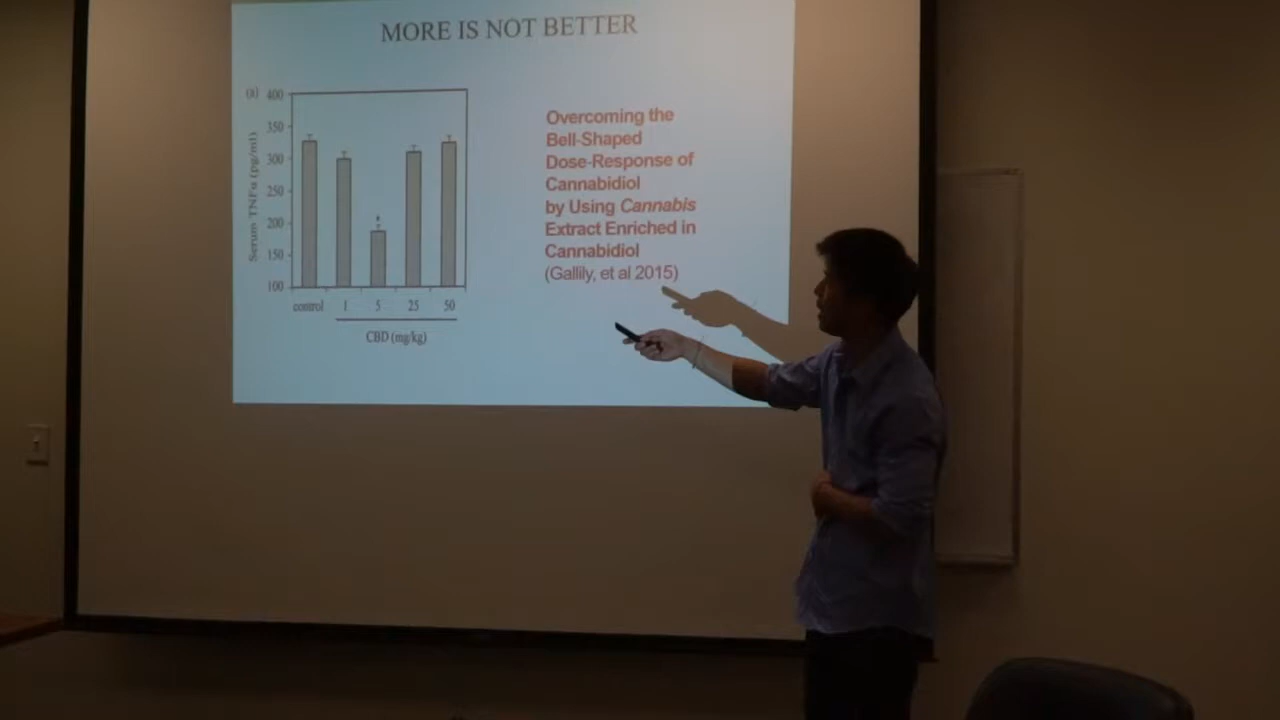 MORE IS NOT BETTER
(a)
400
350
300
250
200
150
100
Serum TNFα (pg/ml)
*
control 1 5 25 50
CBD (mg/kg)
Overcoming the
Bell-Shaped
Dose-Response of
Cannabidiol
by Using Cannabis
Extract Enriched in
Cannabidiol
(Gallily, et al 2015)